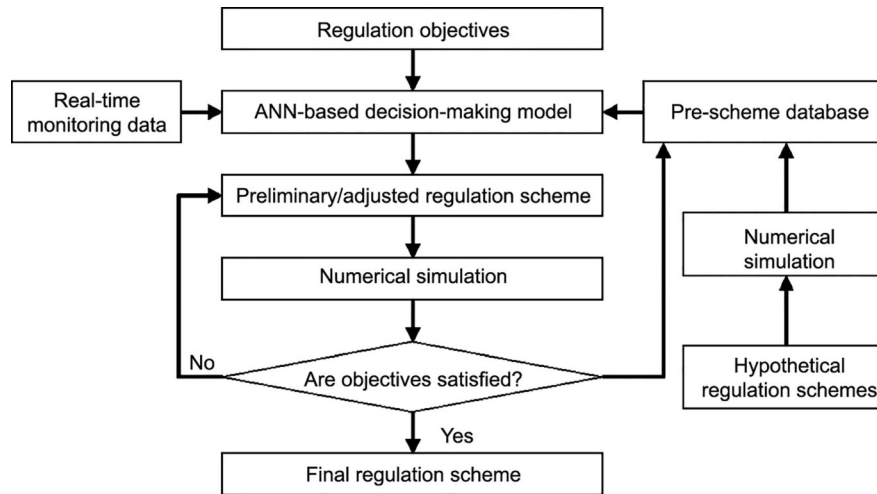 Regulation objectives
Real-time
monitoring data
ANN-based decision-making model
Pre-scheme database
Preliminary/adjusted regulation scheme
Numerical
simulation
Numerical simulation
No
Are objectives satisfied?
Hypothetical
regulation schemes
Yes
Final regulation scheme